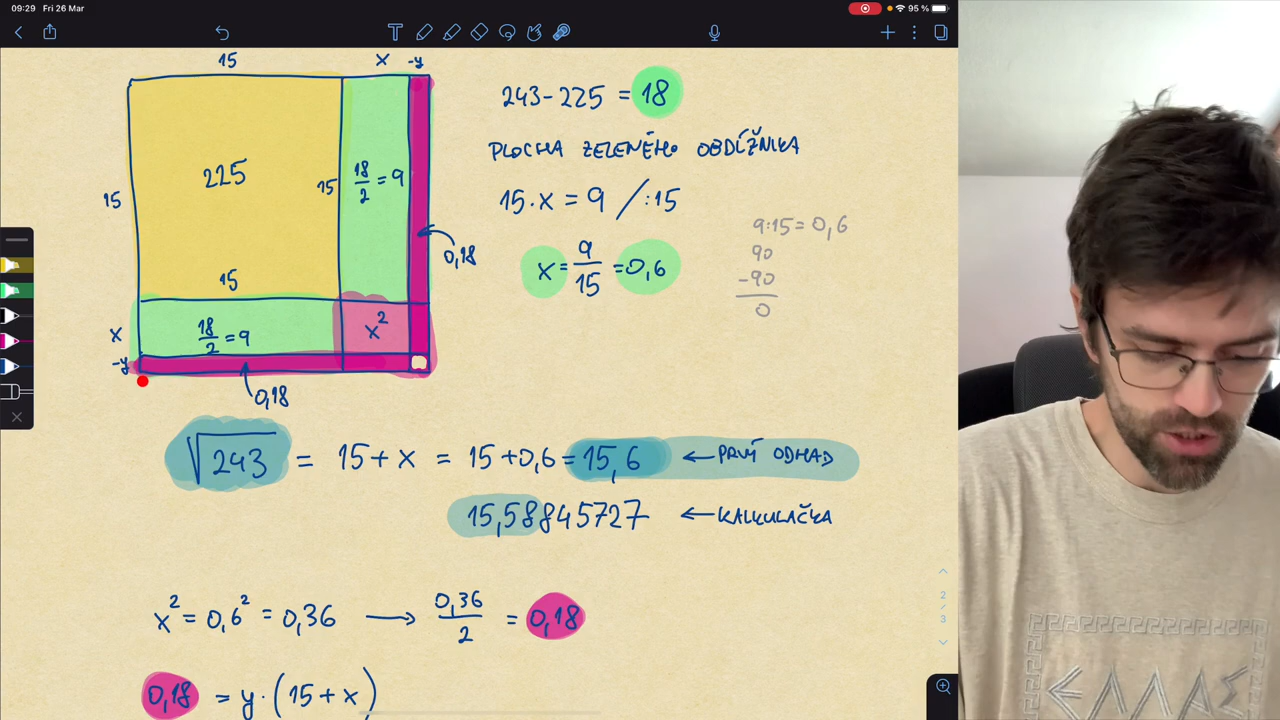 09:29 Fri 26 Mar
95 %
15 x -y
15 225 15 18/2 = 9
0,18
15
x 18/2 = 9 x²
-y
0,18
243 - 225 = 18
PLOCHA ZELENÉHO OBDĹŽNIKA
15 · x = 9 / :15
x = 9/15 = 0,6
9:15 = 0,6
90
-90
0
√243 = 15 + x = 15 + 0,6 = 15,6 ← PRVÝ ODHAD
15,58845727 ← KALKULAČKA
x² = 0,6² = 0,36 → 0,36/2 = 0,18
0,18 = y · (15 + x)
2
/
3
ΕΛΛΑΣ